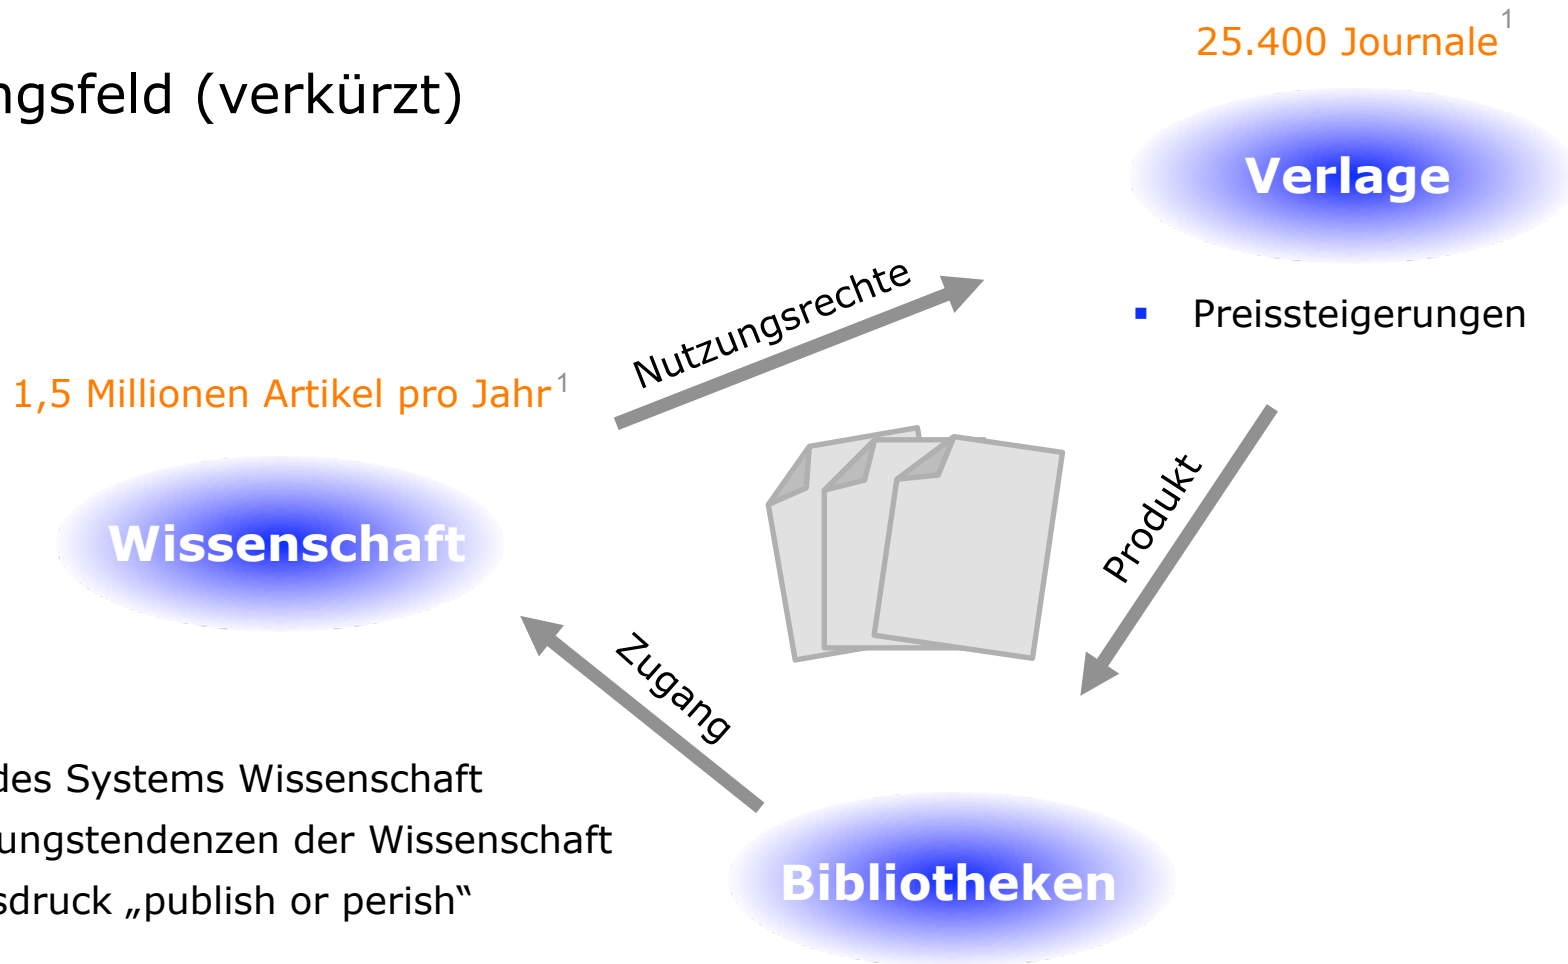 25.400 Journale¹
ngsfeld (verkürzt)
Verlage
Nutzungsrechte
Preissteigerungen
1,5 Millionen Artikel pro Jahr¹
Produkt
Wissenschaft
Zugang
des Systems Wissenschaft
ungstendenzen der Wissenschaft
sdruck „publish or perish“
Bibliotheken